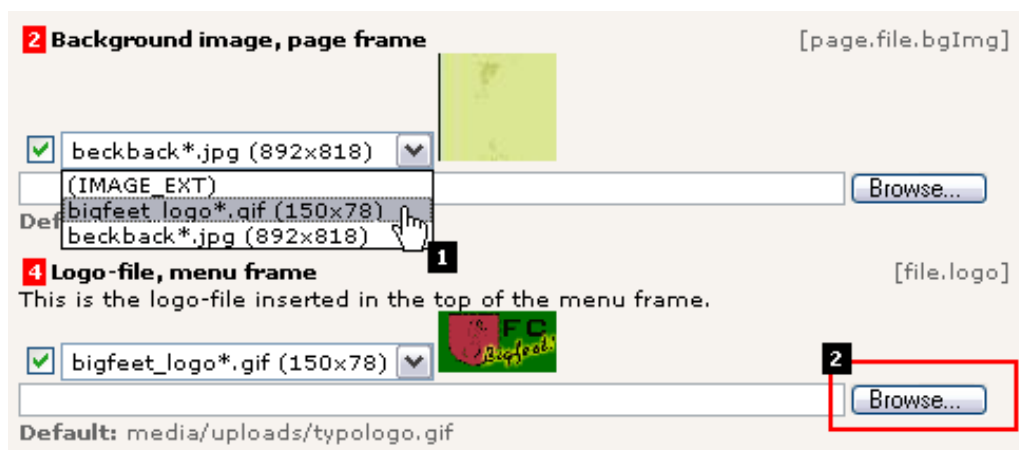 2 Background image, page frame [page.file.bgImg]
beckback*.jpg (892x818)
(IMAGE_EXT)
Browse...
bigfeet_logo*.gif (150x78)
Def
beckback*.jpg (892x818)
1
4 Logo-file, menu frame [file.logo]
This is the logo-file inserted in the top of the menu frame.
FC
Bigfeet!
bigfeet_logo*.gif (150x78)
2
Browse...
Default: media/uploads/typologo.gif